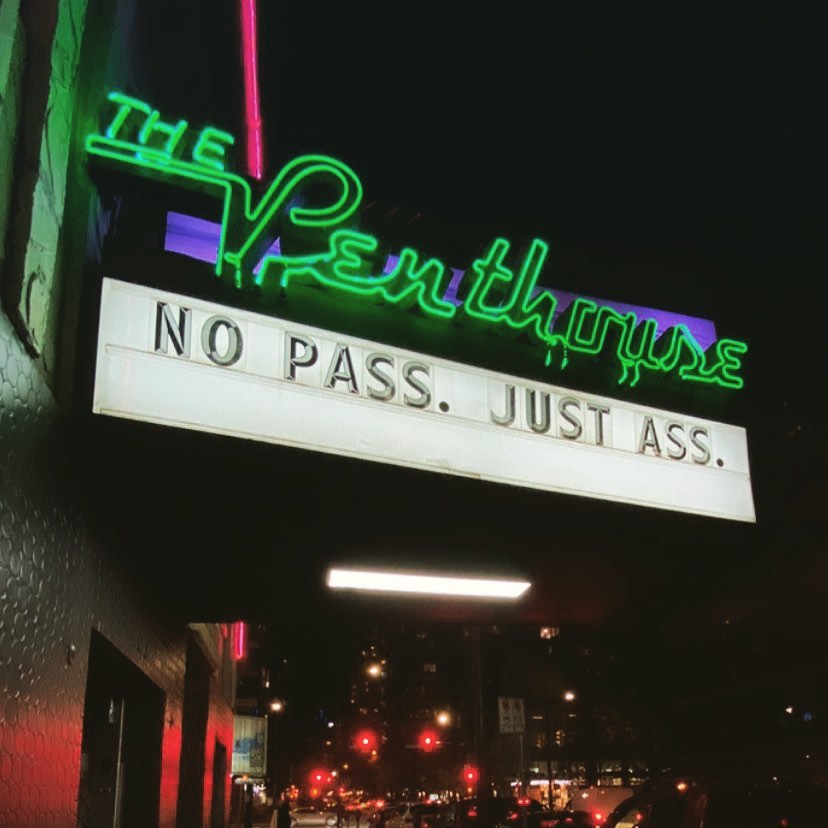 THE
Penthouse
NO PASS. JUST ASS.